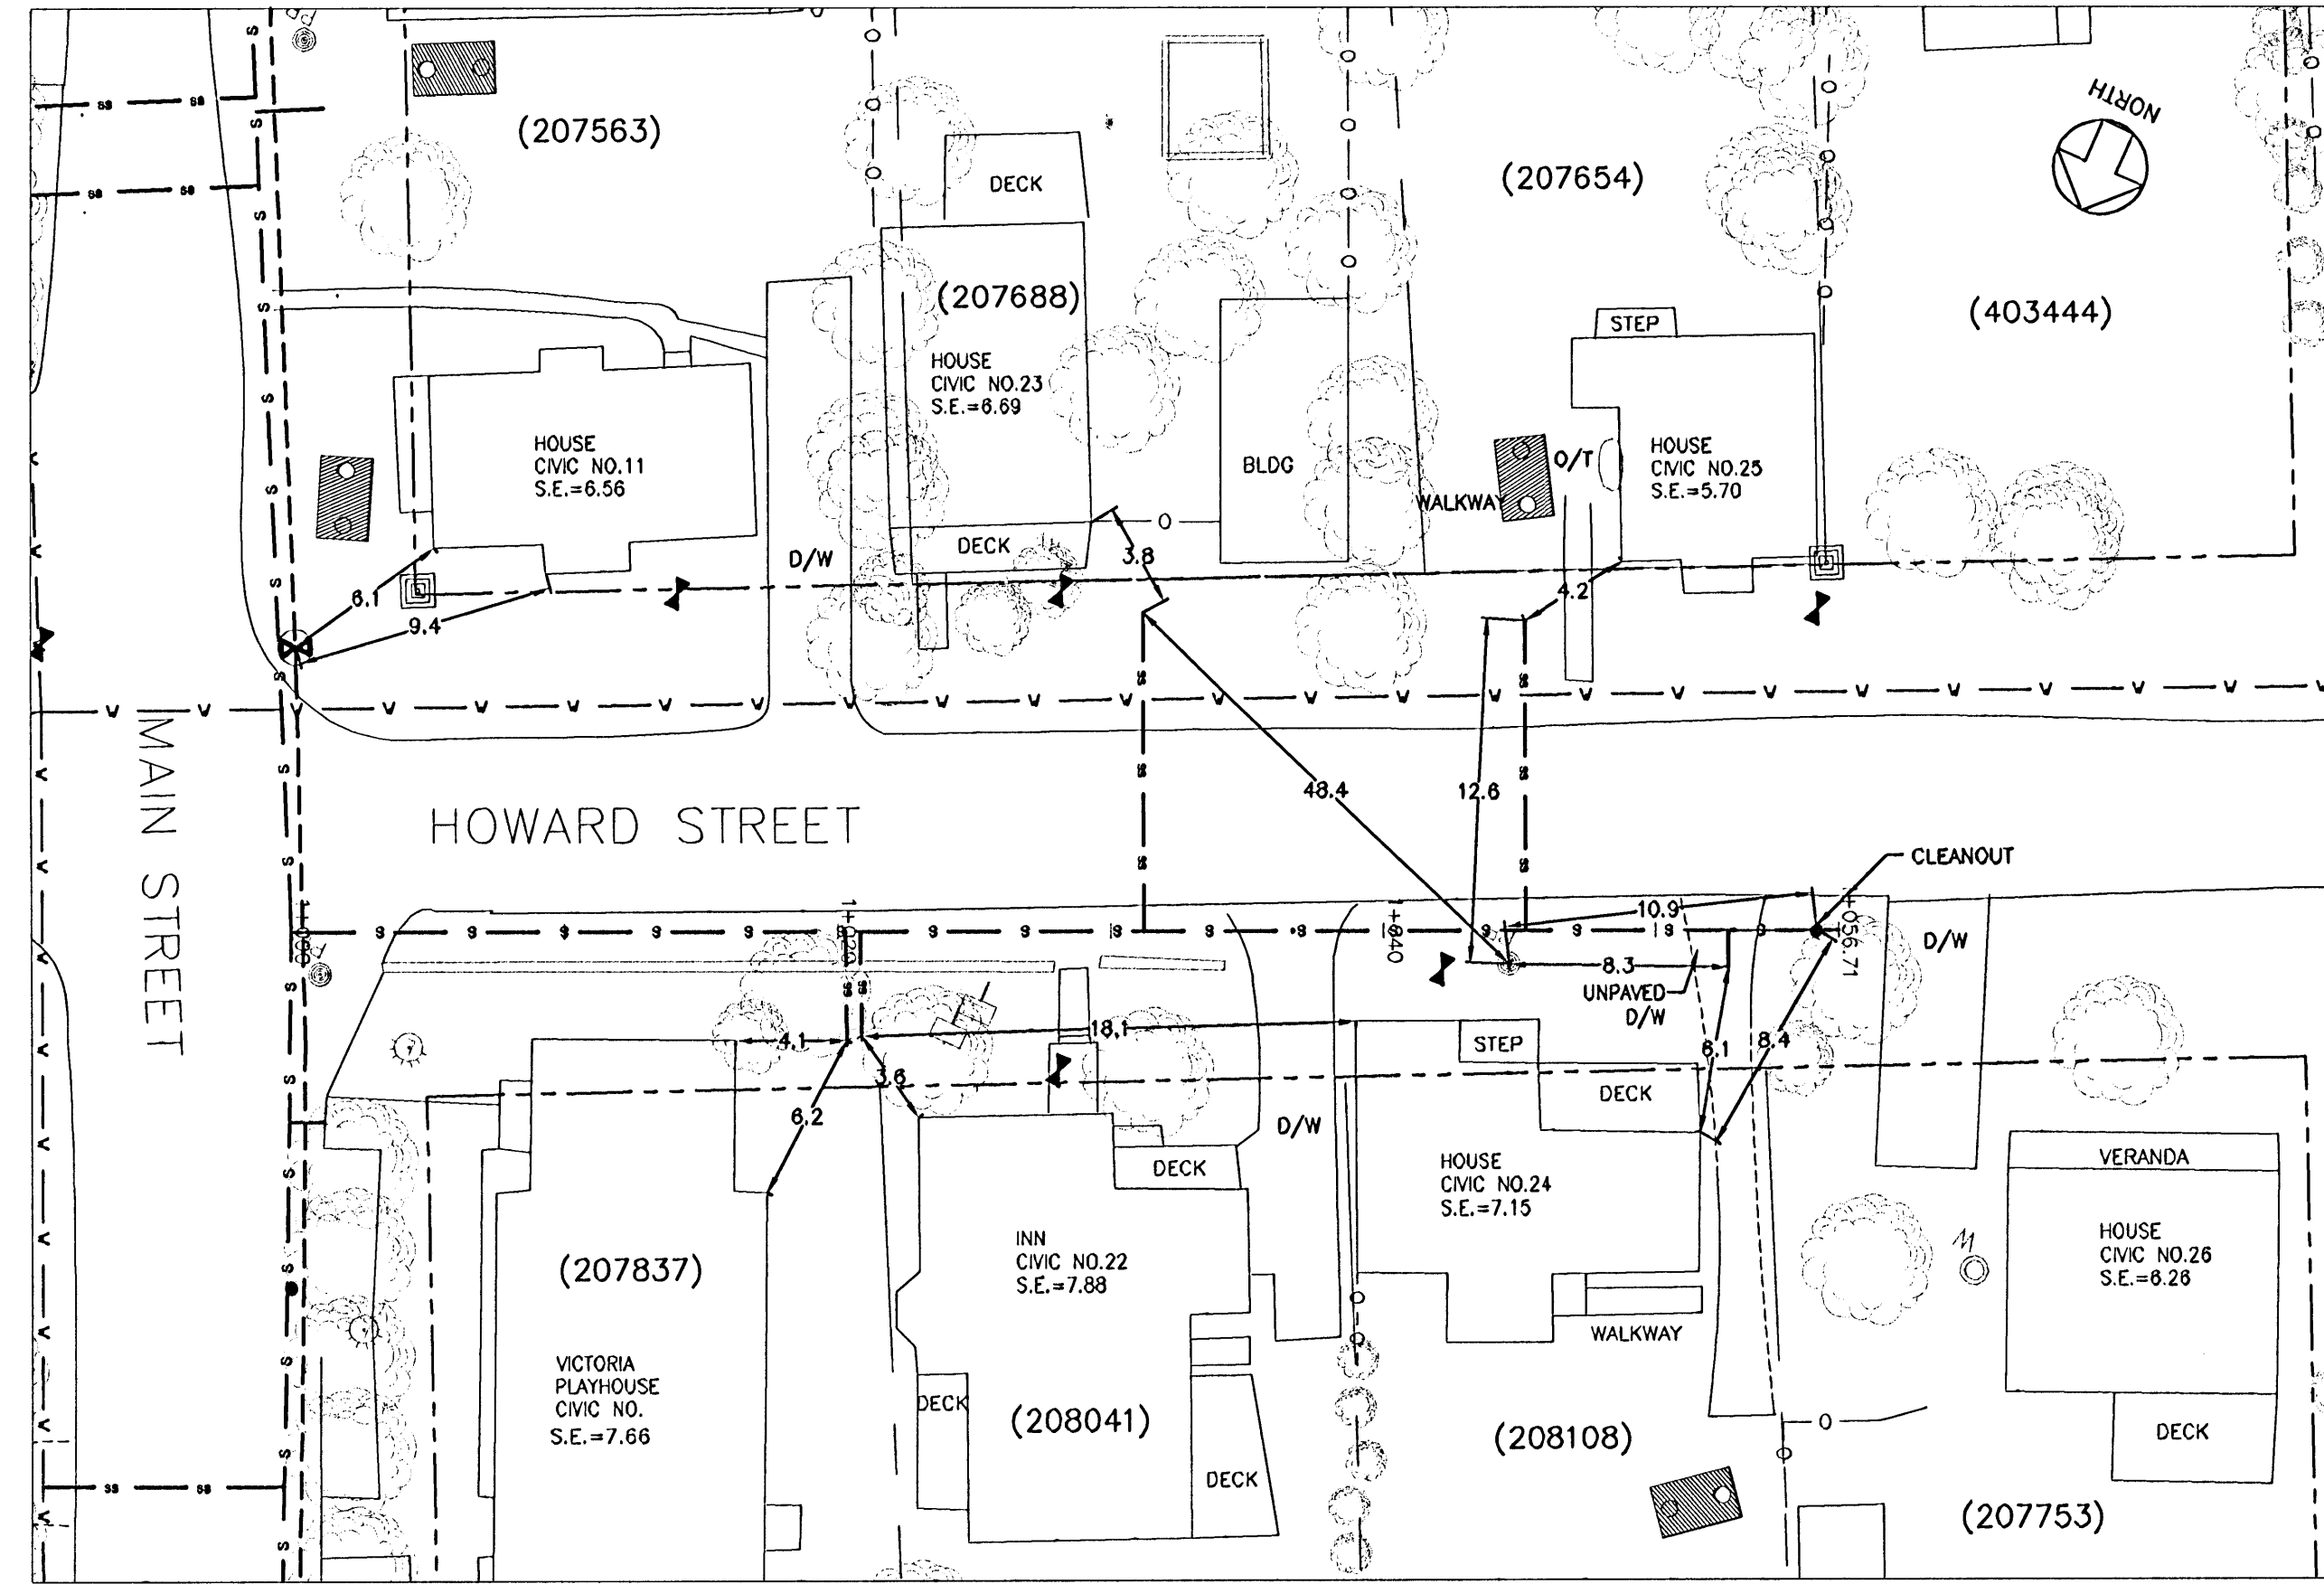 (207563)
NORTH
DECK
(207654)
(207688)
(403444)
STEP
HOUSE
CIVIC NO.23
S.E.=6.69
HOUSE
CIVIC NO.11
S.E.=6.56
BLDG
O/T
HOUSE
CIVIC NO.25
S.E.=5.70
WALKWAY
D/W
DECK
3.8
6.1
9.4
4.2
MAIN STREET
48.4
12.6
HOWARD STREET
CLEANOUT
10.9
1+040
1+056.71
D/W
8.3
UNPAVED
D/W
18.1
4.1
STEP
6.1
8.4
3.6
DECK
6.2
D/W
VERANDA
DECK
HOUSE
CIVIC NO.24
S.E.=7.15
INN
CIVIC NO.22
S.E.=7.88
HOUSE
CIVIC NO.26
S.E.=6.26
(207837)
WALKWAY
VICTORIA
PLAYHOUSE
CIVIC NO.
S.E.=7.66
DECK
(208041)
(208108)
DECK
DECK
(207753)